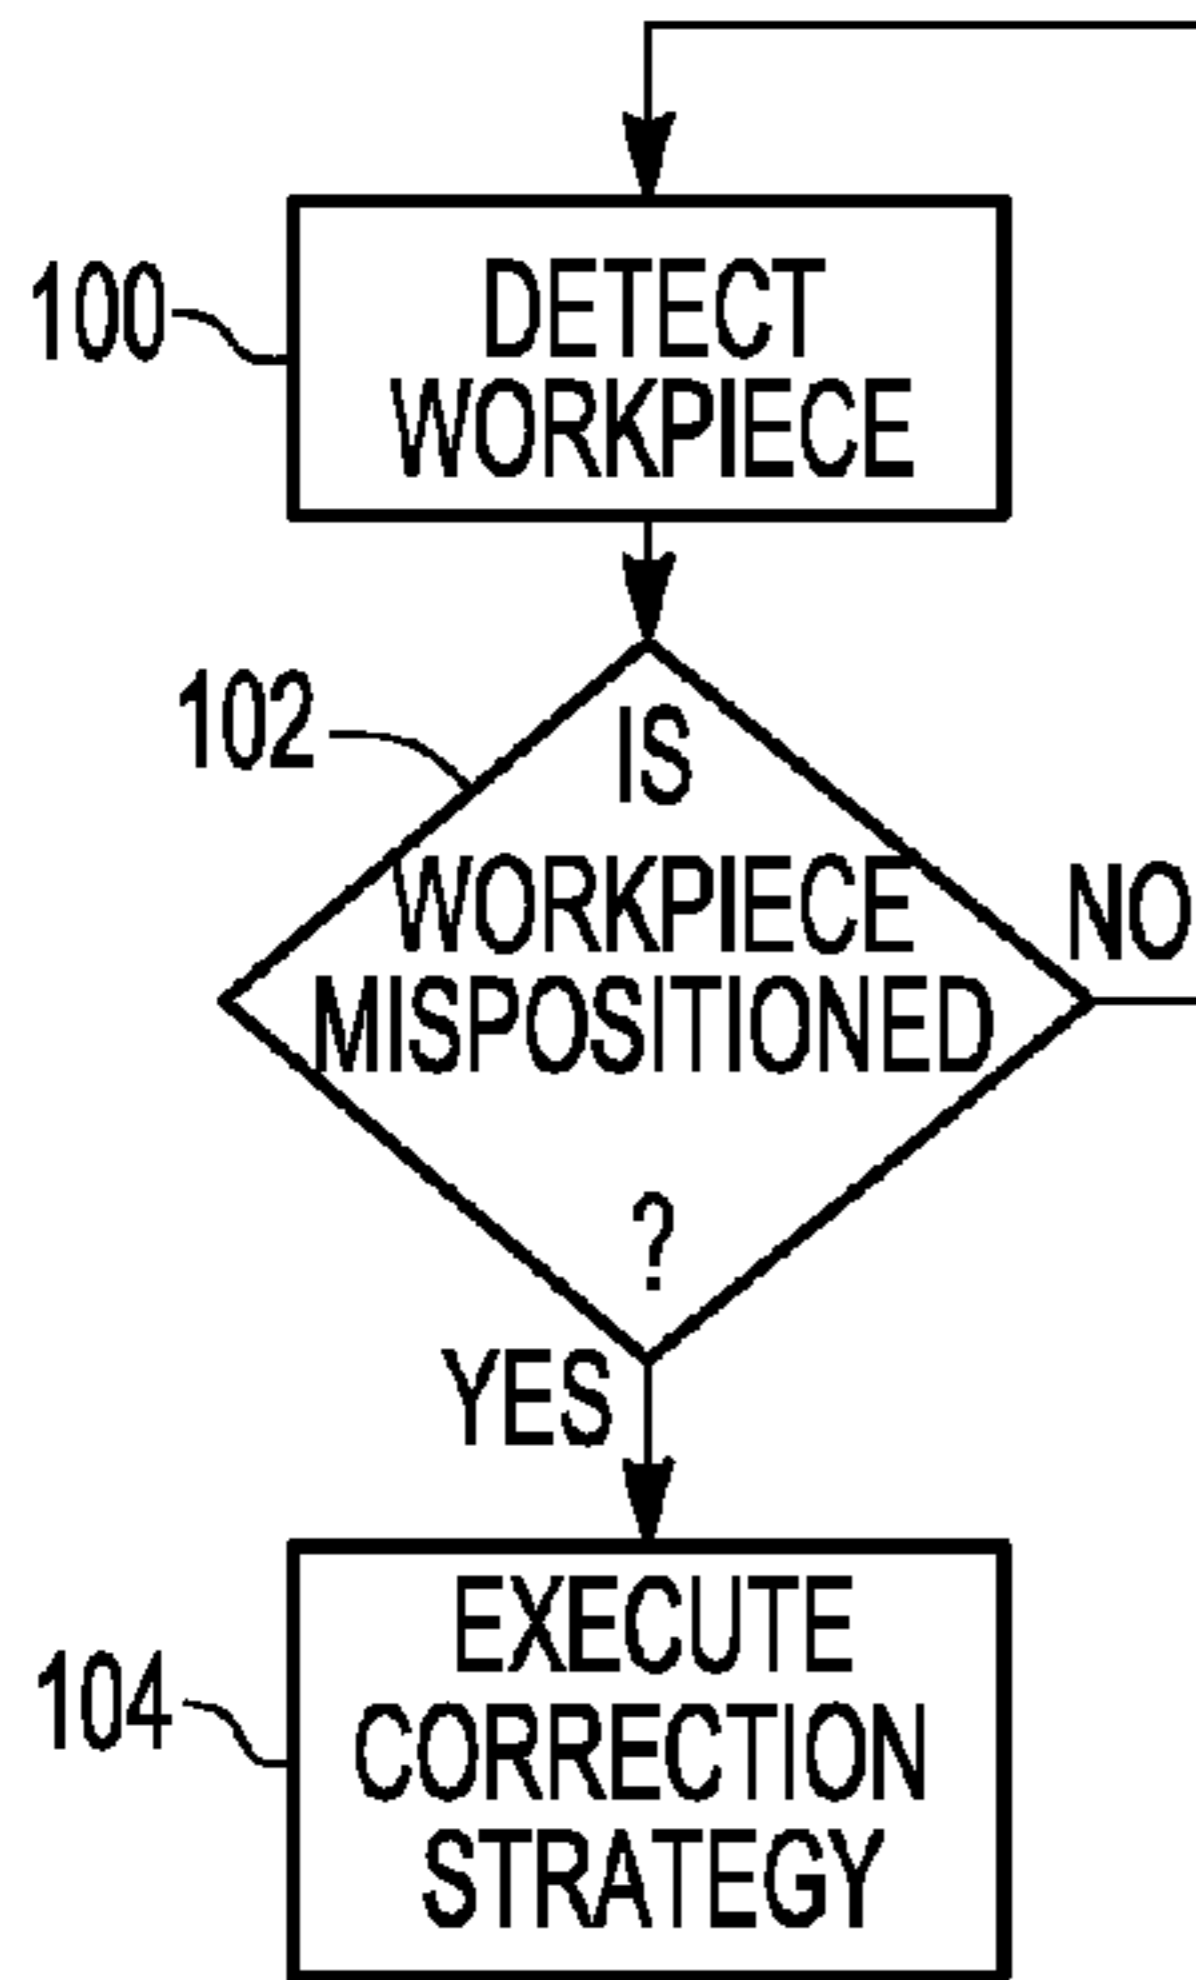 100
DETECT
WORKPIECE
102
IS
WORKPIECE
MISPOSITIONED
?
NO
YES
104
EXECUTE
CORRECTION
STRATEGY